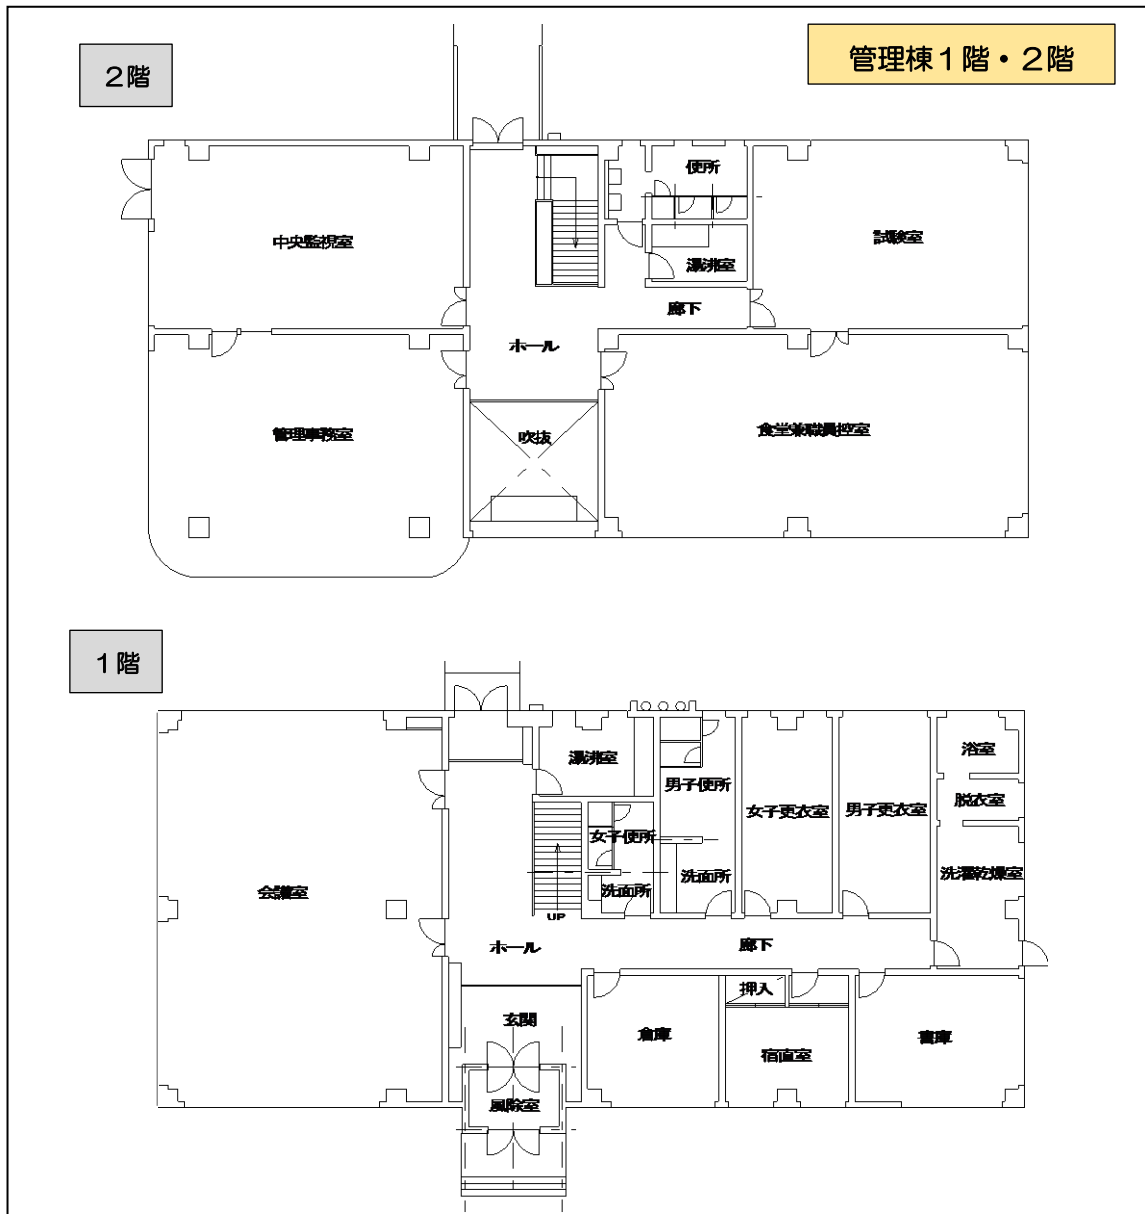 管理棟1階・2階
2階
便所
中央監視室
試験室
湯沸室
廊下
ホール
管理事務室
吹抜
食堂兼職員控室
1階
湯沸室
浴室
男子便所
脱衣室
女子更衣室
男子更衣室
女子便所
洗濯乾燥室
洗面所
洗面所
会議室
UP
ホール
廊下
押入
玄関
倉庫
書庫
宿直室
風除室